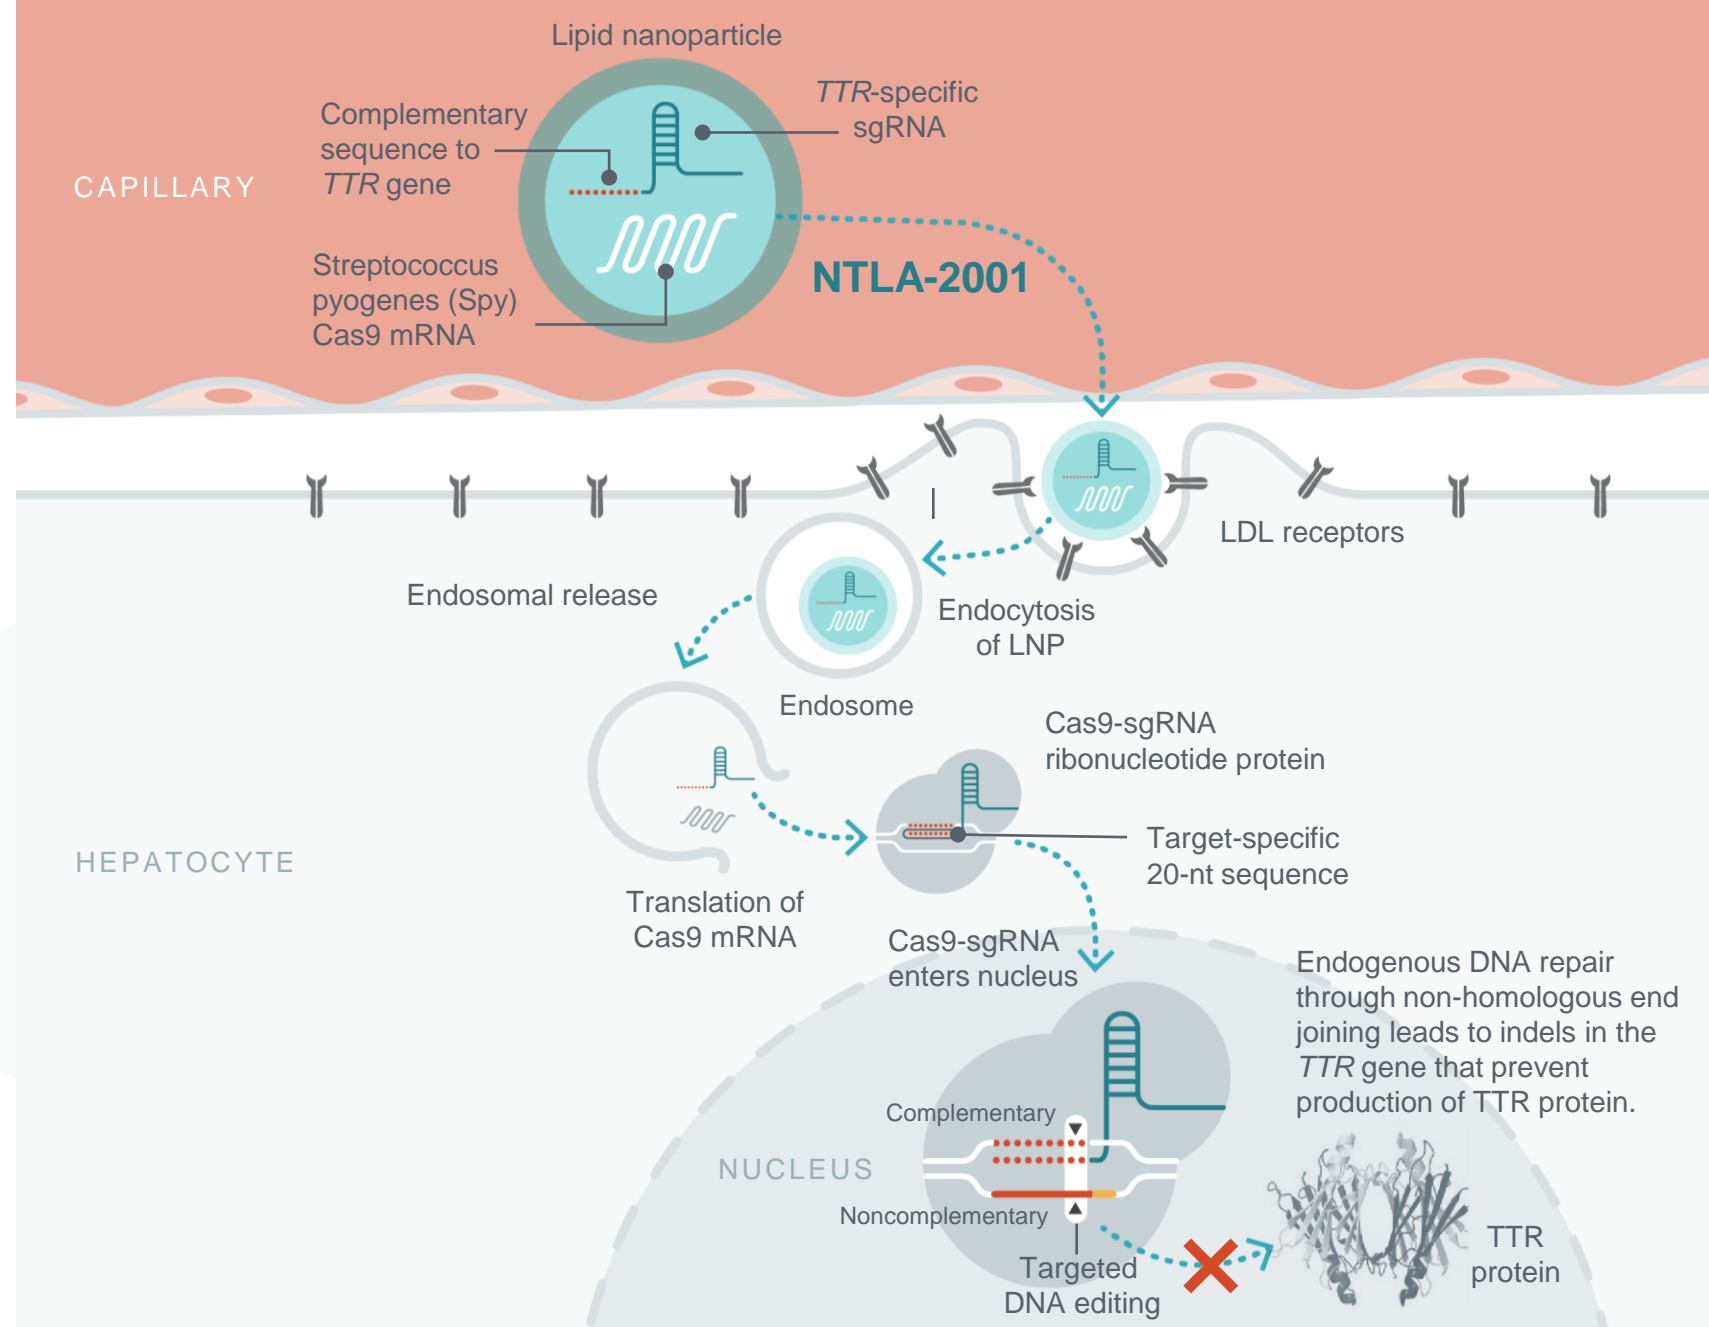 Lipid nanoparticle
TTR-specific
sgRNA
Complementary
sequence to
TTR gene
CAPILLARY
Streptococcus
pyogenes (Spy)
Cas9 mRNA
NTLA-2001
LDL receptors
Endosomal release
Endocytosis
of LNP
Endosome
Cas9-sgRNA
ribonucleotide protein
Target-specific
20-nt sequence
HEPATOCYTE
Translation of
Cas9 mRNA
Cas9-sgRNA
enters nucleus
Endogenous DNA repair
through non-homologous end
joining leads to indels in the
TTR gene that prevent
production of TTR protein.
Complementary
NUCLEUS
Noncomplementary
Targeted
DNA editing
TTR
protein